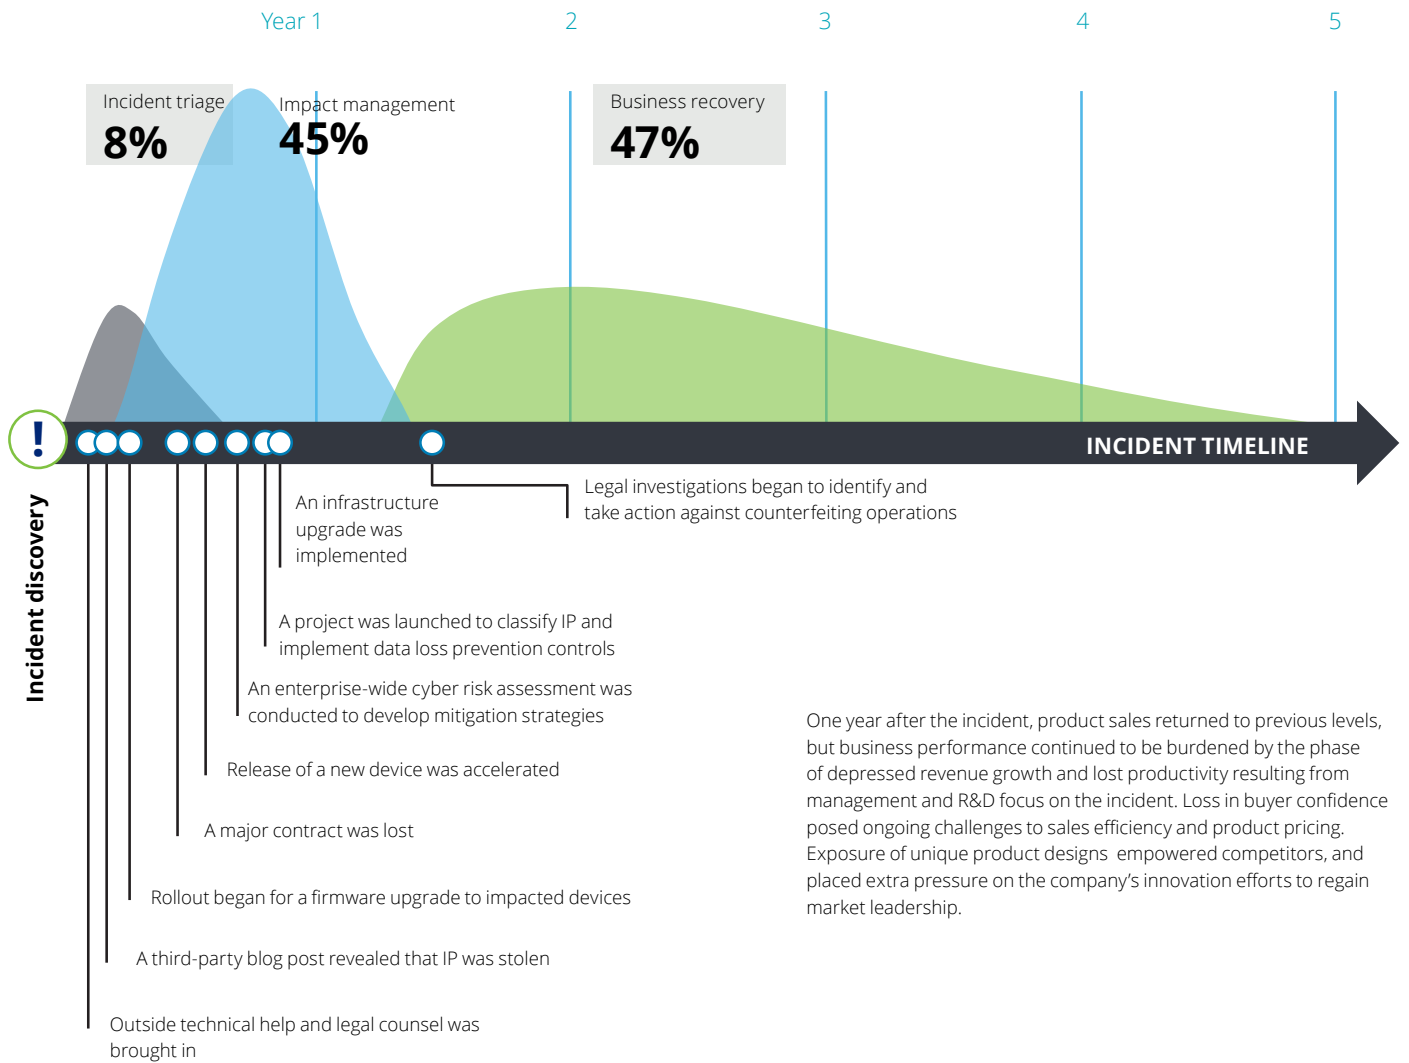 Year 1
2
3
4
5
Incident triage
8%
Impact management
45%
Business recovery
47%
!
INCIDENT TIMELINE
Incident discovery
Legal investigations began to identify and
take action against counterfeiting operations
An infrastructure
upgrade was
implemented
A project was launched to classify IP and
implement data loss prevention controls
An enterprise-wide cyber risk assessment was
conducted to develop mitigation strategies
Release of a new device was accelerated
A major contract was lost
Rollout began for a firmware upgrade to impacted devices
A third-party blog post revealed that IP was stolen
Outside technical help and legal counsel was
brought in
One year after the incident, product sales returned to previous levels,
but business performance continued to be burdened by the phase
of depressed revenue growth and lost productivity resulting from
management and R&D focus on the incident. Loss in buyer confidence
posed ongoing challenges to sales efficiency and product pricing.
Exposure of unique product designs  empowered competitors, and
placed extra pressure on the company’s innovation efforts to regain
market leadership.